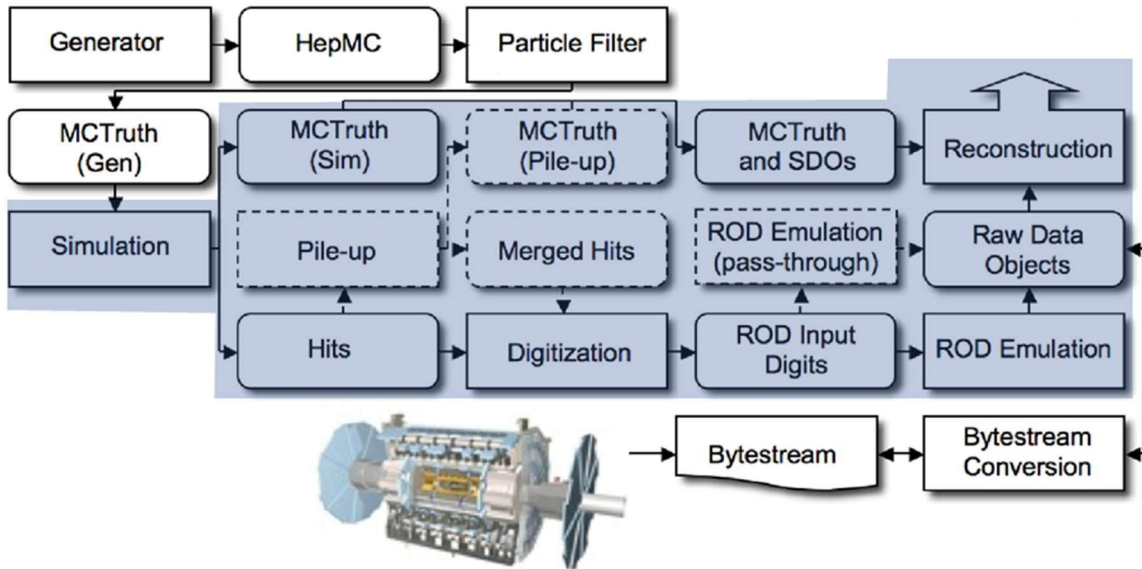 Generator
HepMC
Particle Filter
MCTruth
(Gen)
MCTruth
(Sim)
MCTruth
(Pile-up)
MCTruth
and SDOs
Reconstruction
Simulation
Pile-up
Merged Hits
ROD Emulation
(pass-through)
Raw Data
Objects
Hits
Digitization
ROD Input
Digits
ROD Emulation
Bytestream
Bytestream
Conversion